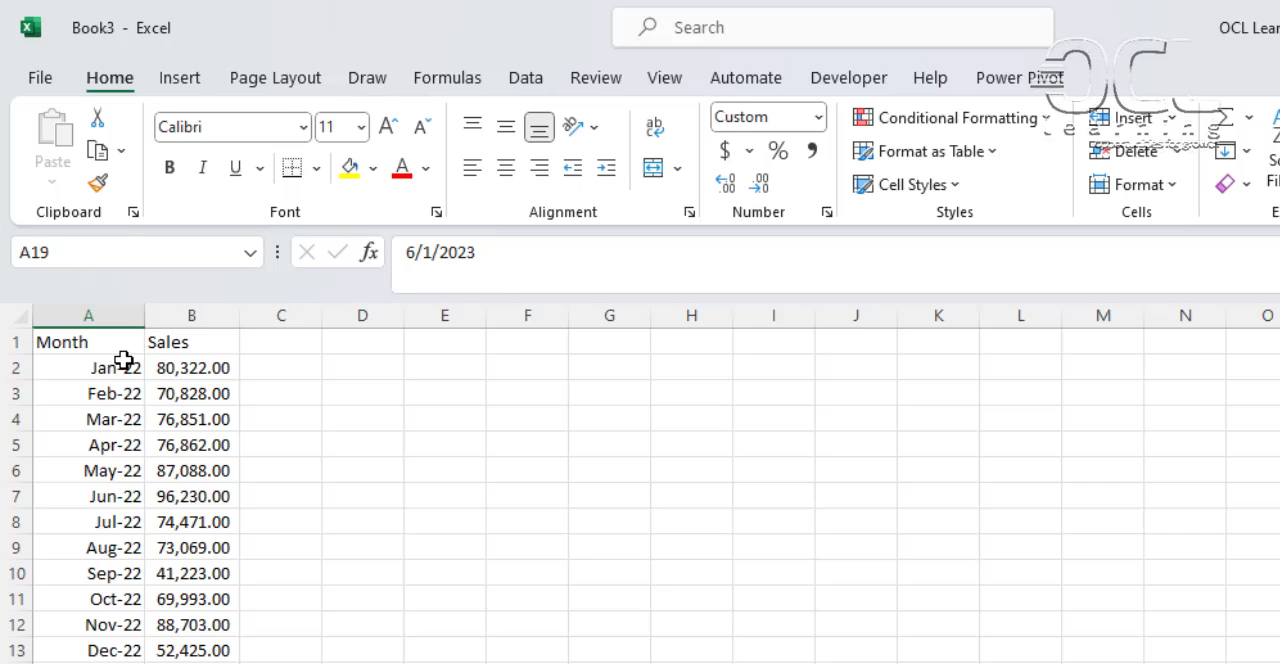 Book3 - Excel
Search
OCL Lear
File Home Insert Page Layout Draw Formulas Data Review View Automate Developer Help Power Pivot
Paste
Calibri 11
B I U
Custom
$ % ,
Conditional Formatting
Format as Table
Cell Styles
Insert
Delete
Format
Clipboard Font Alignment Number Styles Cells
A19 fx 6/1/2023
A B C D E F G H I J K L M N O
1 Month Sales
2 Jan-22 80,322.00
3 Feb-22 70,828.00
4 Mar-22 76,851.00
5 Apr-22 76,862.00
6 May-22 87,088.00
7 Jun-22 96,230.00
8 Jul-22 74,471.00
9 Aug-22 73,069.00
10 Sep-22 41,223.00
11 Oct-22 69,993.00
12 Nov-22 88,703.00
13 Dec-22 52,425.00